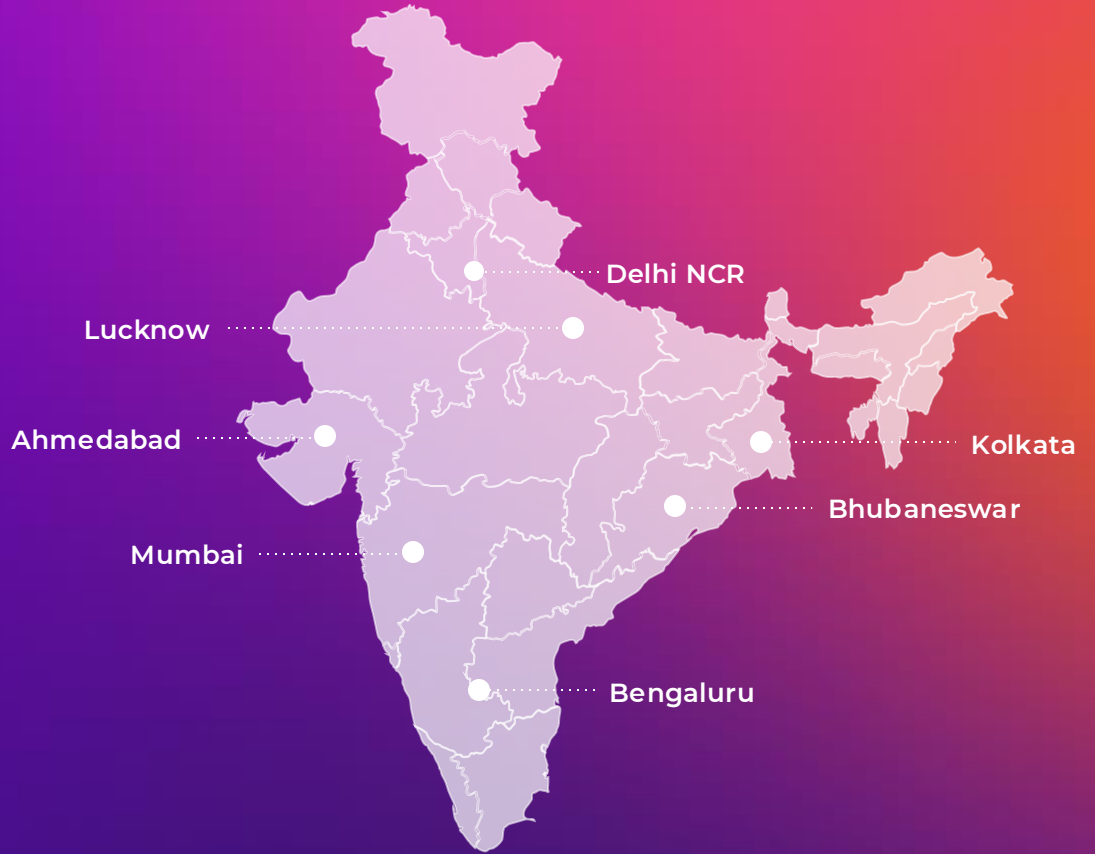 Delhi NCR
Lucknow
Ahmedabad
Kolkata
Bhubaneswar
Mumbai
Bengaluru